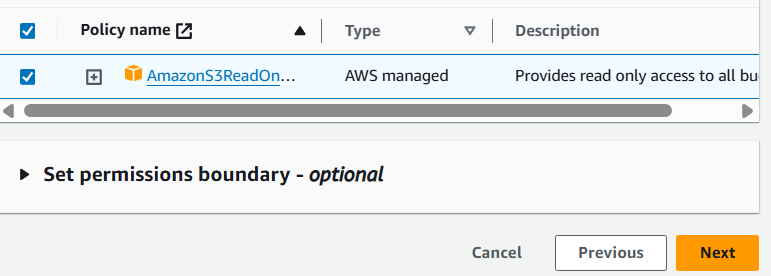 Policy name Type Description
AmazonS3ReadOn... AWS managed Provides read only access to all bu
Set permissions boundary - optional
Cancel Previous Next